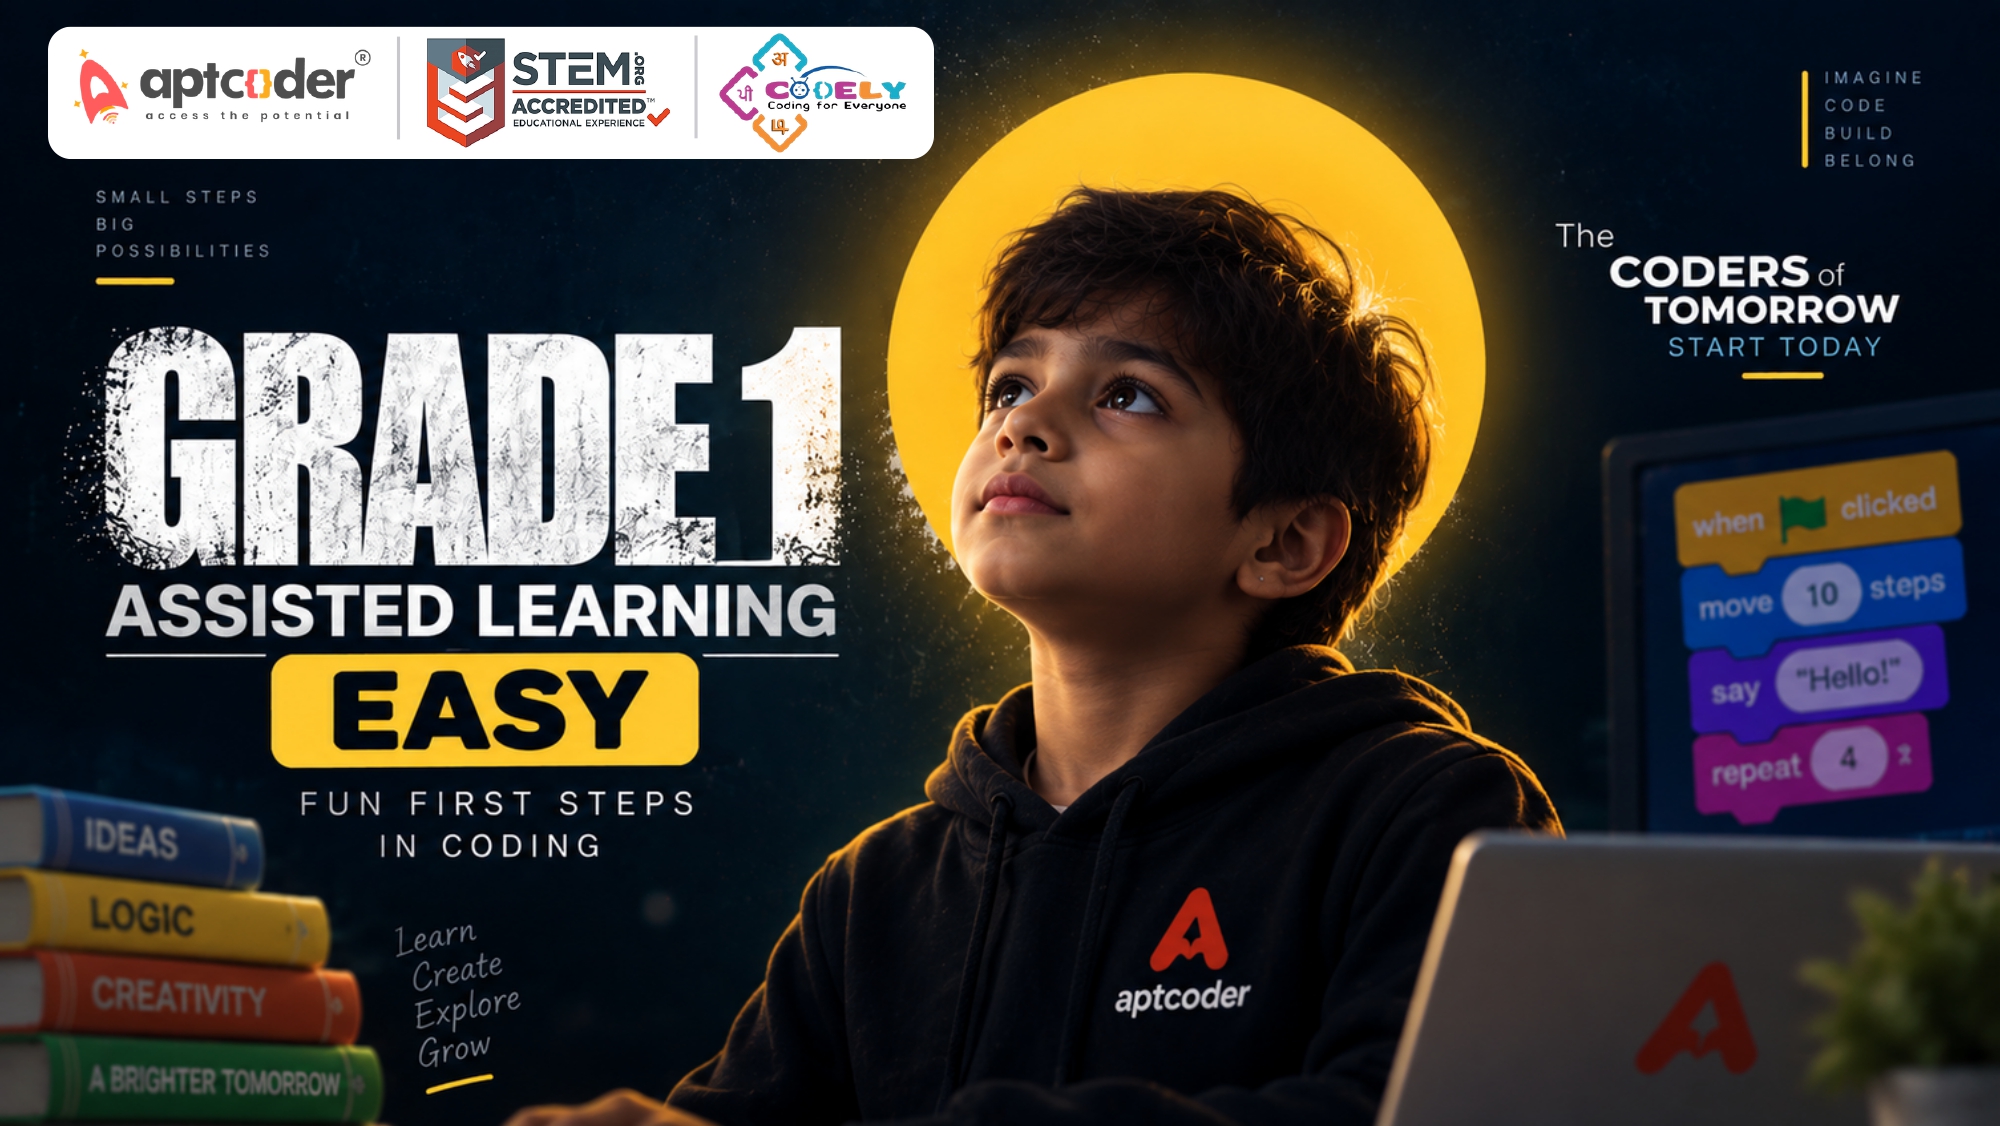 aptcoder®
access the potential
STEM.ORG
ACCREDITED™
EDUCATIONAL EXPERIENCE
अ
पी
CODELY
Coding for Everyone
SMALL STEPS
BIG
POSSIBILITIES
IMAGINE
CODE
BUILD
BELONG
The
CODERS of
TOMORROW
START TODAY
GRADE 1
ASSISTED LEARNING
EASY
FUN FIRST STEPS
IN CODING
when clicked
move 10 steps
say "Hello!"
repeat 4
IDEAS
LOGIC
CREATIVITY
A BRIGHTER TOMORROW
Learn
Create
Explore
Grow
aptcoder